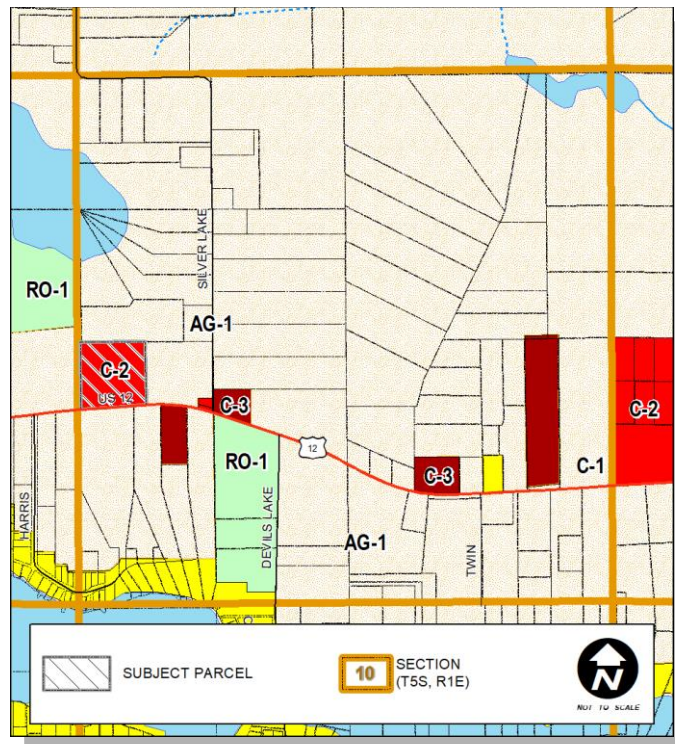 SILVER LAKE
RO-1
AG-1
C-2
US 12
C-3
C-2
RO-1
12
C-3
C-1
HARRIS
DEVILS LAKE
AG-1
TWIN
SUBJECT PARCEL
10
SECTION
(T5S, R1E)
N
NOT TO SCALE